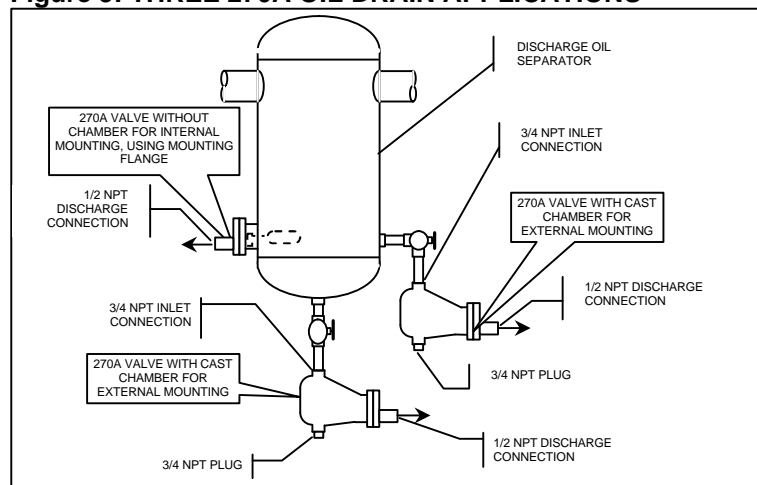 Figure THREE 270A OIL DRAIN APPLICATIONS
DISCHARGE OIL
SEPARATOR
270A VALVE WITHOUT
CHAMBER FOR INTERNAL
MOUNTING, USING MOUNTING
FLANGE
3/4 NPT INLET
CONNECTION
1/2 NPT
DISCHARGE
CONNECTION
270A VALVE WITH CAST
CHAMBER FOR
EXTERNAL MOUNTING
3/4 NPT INLET
CONNECTION
1/2 NPT DISCHARGE
CONNECTION
270A VALVE WITH CAST
CHAMBER FOR
EXTERNAL MOUNTING
3/4 NPT PLUG
3/4 NPT PLUG
1/2 NPT DISCHARGE
CONNECTION